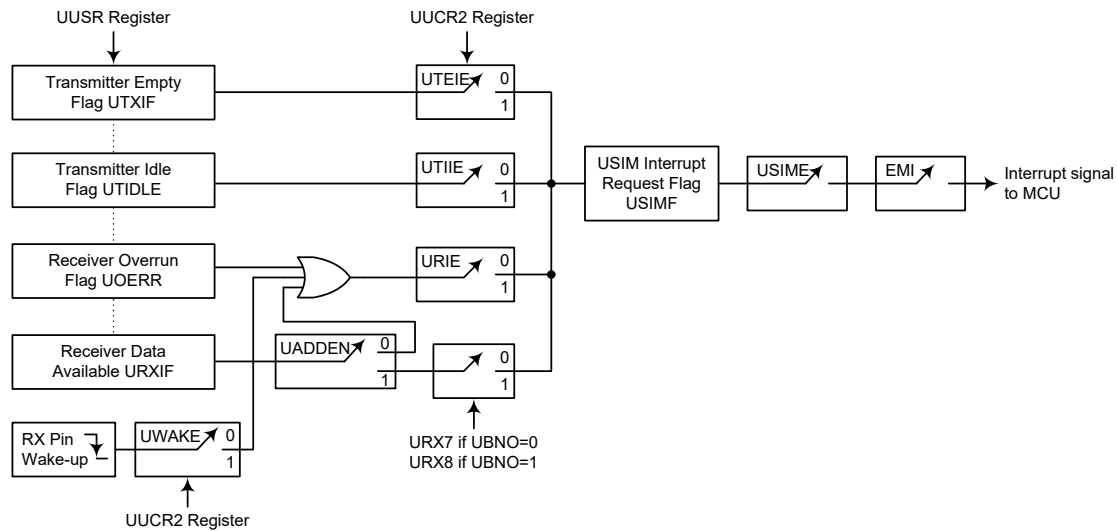 UUSR Register
UUCR2 Register
Transmitter Empty
Flag UTXIF
UTEIE
0
1
Transmitter Idle
Flag UTIDLE
UTIIE
0
1
USIM Interrupt
Request Flag
USIMF
USIME
EMI
Interrupt signal
to MCU
Receiver Overrun
Flag UOERR
URIE
0
1
Receiver Data
Available URXIF
UADDEN
0
1
0
1
RX Pin
Wake-up
UWAKE
0
1
URX7 if UBNO=0
URX8 if UBNO=1
UUCR2 Register